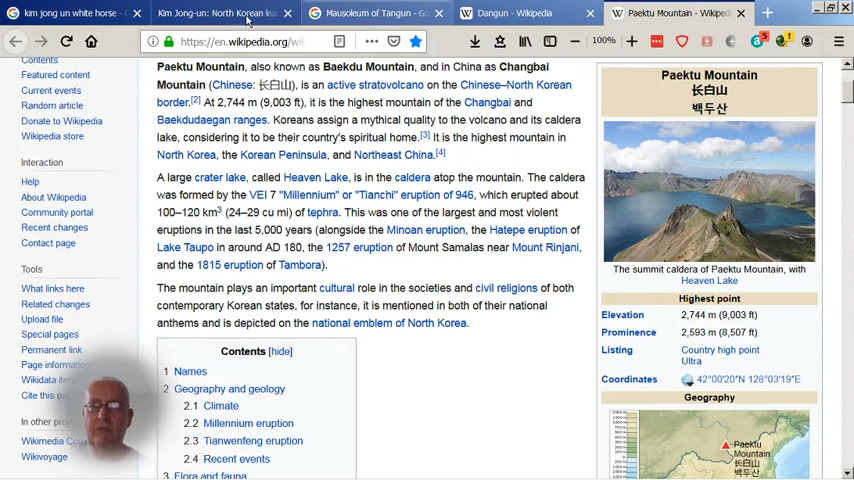 kim jong un white horse - G
Kim Jong-un: North Korean lea
Mausoleum of Tangun - Go
Dangun - Wikipedia
Paektu Mountain - Wikiped
https://en.wikipedia.org/wiki
100%
5
Contents
Featured content
Current events
Random article
Donate to Wikipedia
Wikipedia store
Interaction
Help
About Wikipedia
Community portal
Recent changes
Contact page
Tools
What links here
Related changes
Upload file
Special pages
Permanent link
Page information
Wikidata ite
Cite this pa
In other proj
Wikimedia Co
Wikivoyage
Paektu Mountain, also known as Baekdu Mountain, and in China as Changbai
Mountain (Chinese: 长白山), is an active stratovolcano on the Chinese–North Korean
border.[2] At 2,744 m (9,003 ft), it is the highest mountain of the Changbai and
Baekdudaegan ranges. Koreans assign a mythical quality to the volcano and its caldera
lake, considering it to be their country's spiritual home.[3] It is the highest mountain in
North Korea, the Korean Peninsula, and Northeast China.[4]
A large crater lake, called Heaven Lake, is in the caldera atop the mountain. The caldera
was formed by the VEI 7 "Millennium" or "Tianchi" eruption of 946, which erupted about
100–120 km3 (24–29 cu mi) of tephra. This was one of the largest and most violent
eruptions in the last 5,000 years (alongside the Minoan eruption, the Hatepe eruption of
Lake Taupo in around AD 180, the 1257 eruption of Mount Samalas near Mount Rinjani,
and the 1815 eruption of Tambora).
The mountain plays an important cultural role in the societies and civil religions of both
contemporary Korean states, for instance, it is mentioned in both of their national
anthems and is depicted on the national emblem of North Korea.
Contents [hide]
1 Names
2 Geography and geology
2.1 Climate
2.2 Millennium eruption
2.3 Tianwenfeng eruption
2.4 Recent events
3 Flora and fauna
Paektu Mountain
长白山
백두산
The summit caldera of Paektu Mountain, with
Heaven Lake
Highest point
Elevation 2,744 m (9,003 ft)
Prominence 2,593 m (8,507 ft)
Listing Country high point
Ultra
Coordinates 42°00′20″N 128°03′19″E
Geography
Paektu
Mountain
长白山
백두산